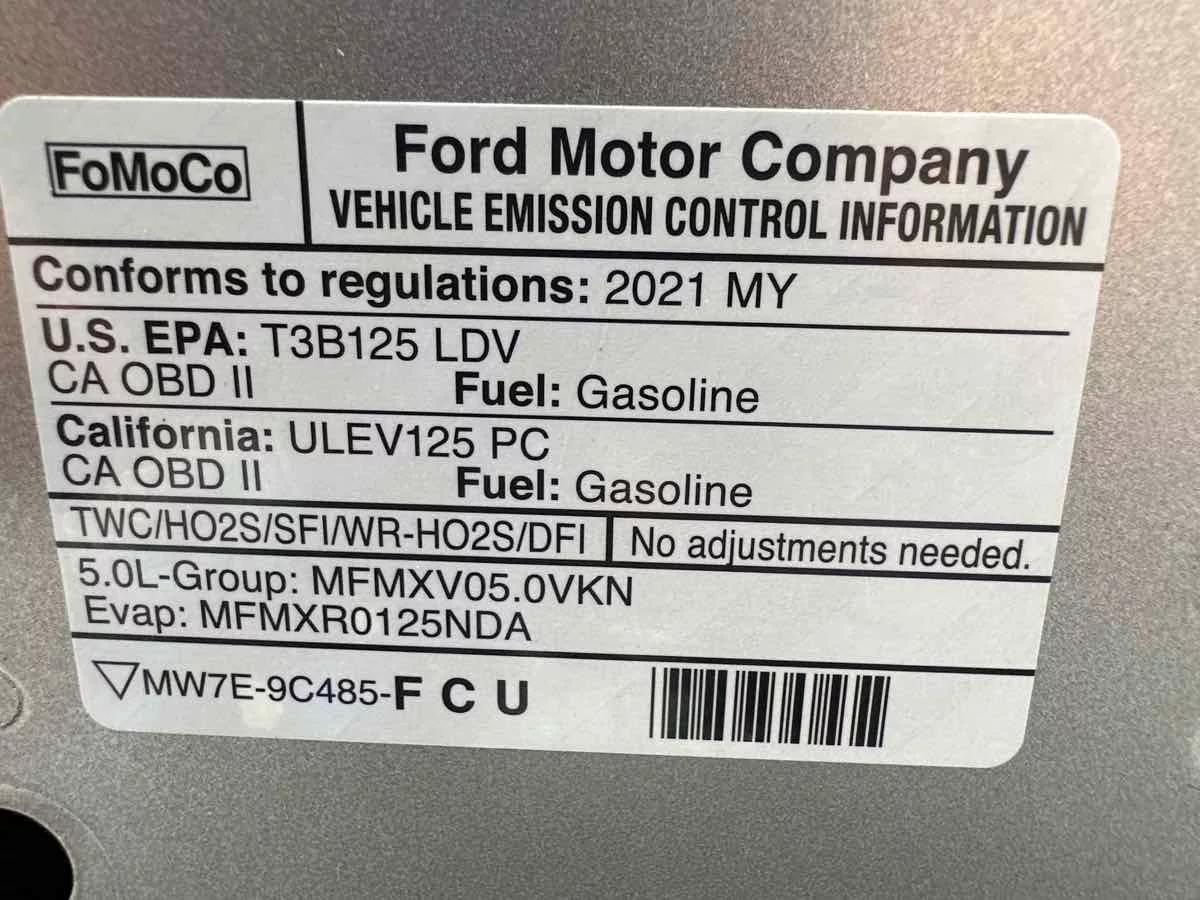 FoMoCo
Ford Motor Company
VEHICLE EMISSION CONTROL INFORMATION
Conforms to regulations: 2021 MY
U.S. EPA: T3B125 LDV
CA OBD II Fuel: Gasoline
California: ULEV125 PC
CA OBD II Fuel: Gasoline
TWC/HO2S/SFI/WR-HO2S/DFI No adjustments needed.
5.0L-Group: MFMXV05.0VKN
Evap: MFMXR0125NDA
MW7E-9C485-F C U